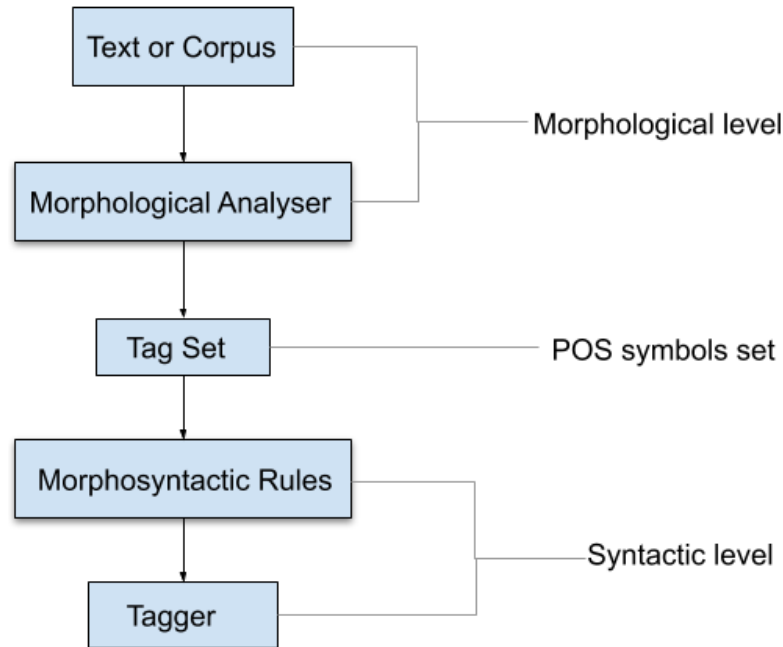 Text or Corpus
Morphological level
Morphological Analyser
Tag Set
POS symbols set
Morphosyntactic Rules
Syntactic level
Tagger